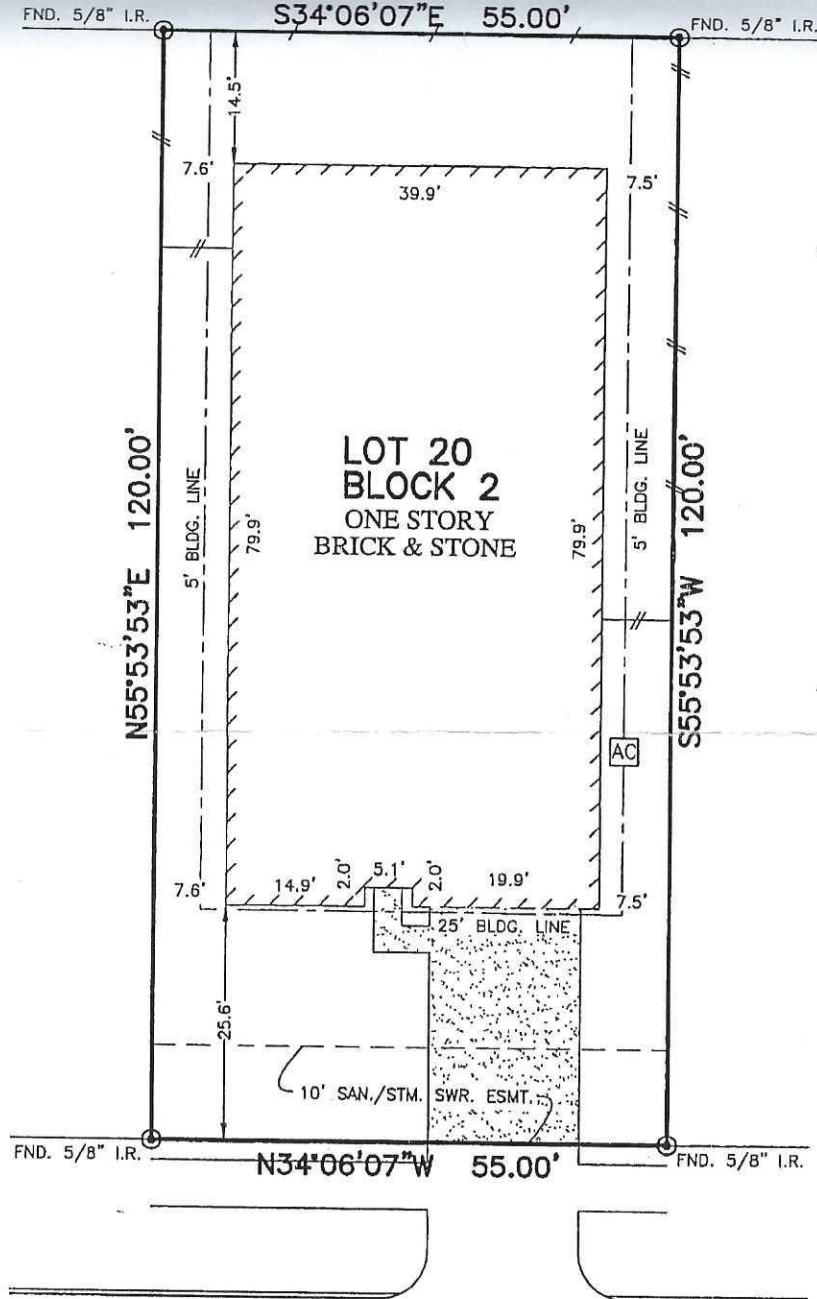 FND. 5/8" I.R.
S34°06'07"E 55.00'
FND. 5/8" I.R.
14.5'
7.6'
39.9'
7.5'
LOT 20
BLOCK 2
ONE STORY
BRICK & STONE
N55°53'53"E 120.00'
5' BLDG. LINE
79.9'
79.9'
5' BLDG. LINE
S55°53'53"W 120.00'
AC
7.6'
14.9'
2.0'
5.1'
2.0'
19.9'
7.5'
25' BLDG. LINE
25.6'
10' SAN./STM. SWR. ESMT.
FND. 5/8" I.R.
N34°06'07"W 55.00'
FND. 5/8" I.R.